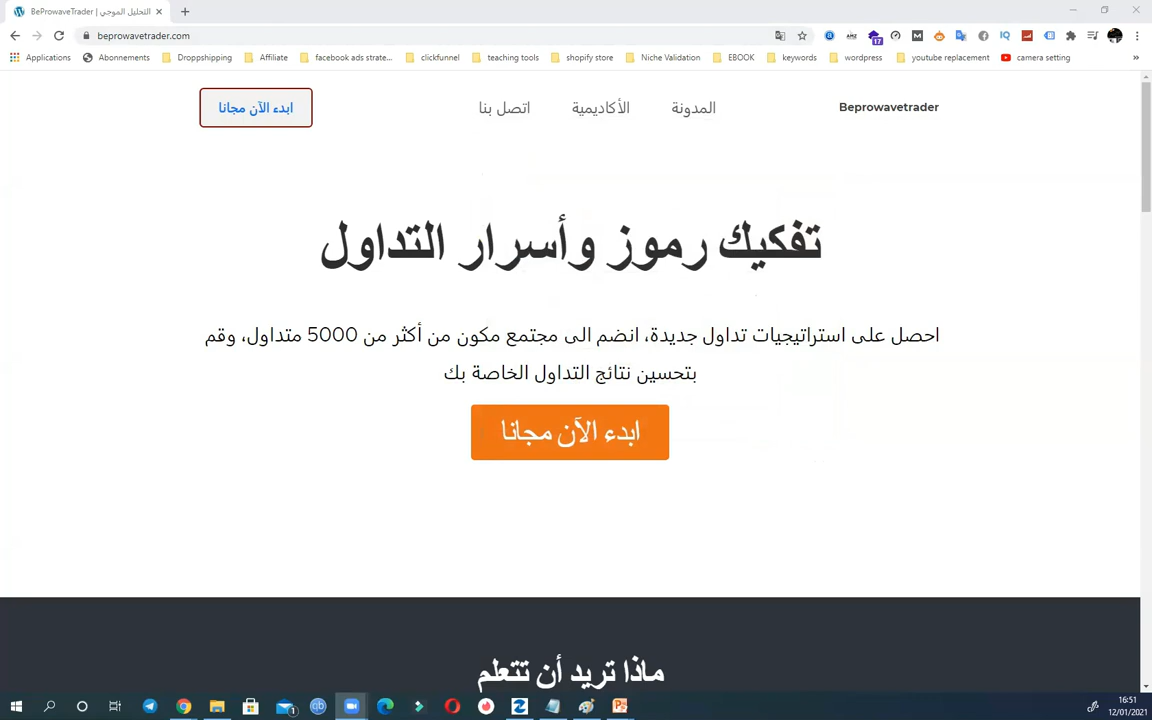 BeProwaveTrader | التحليل الموجي
beprowavetrader.com
17
Applications
Abonnements
Droppshipping
Affiliate
facebook ads strate...
clickfunnel
teaching tools
shopify store
Niche Validation
EBOOK
keywords
wordpress
youtube replacement
camera setting
»
Beprowavetrader
المدونة
الأكاديمية
اتصل بنا
ابدء الآن مجانا
تفكيك رموز وأسرار التداول
احصل على استراتيجيات تداول جديدة، انضم الى مجتمع مكون من أكثر من 5000 متداول، وقم
بتحسين نتائج التداول الخاصة بك
ابدء الآن مجانا
ماذا تريد أن تتعلم
16:51
12/01/2021